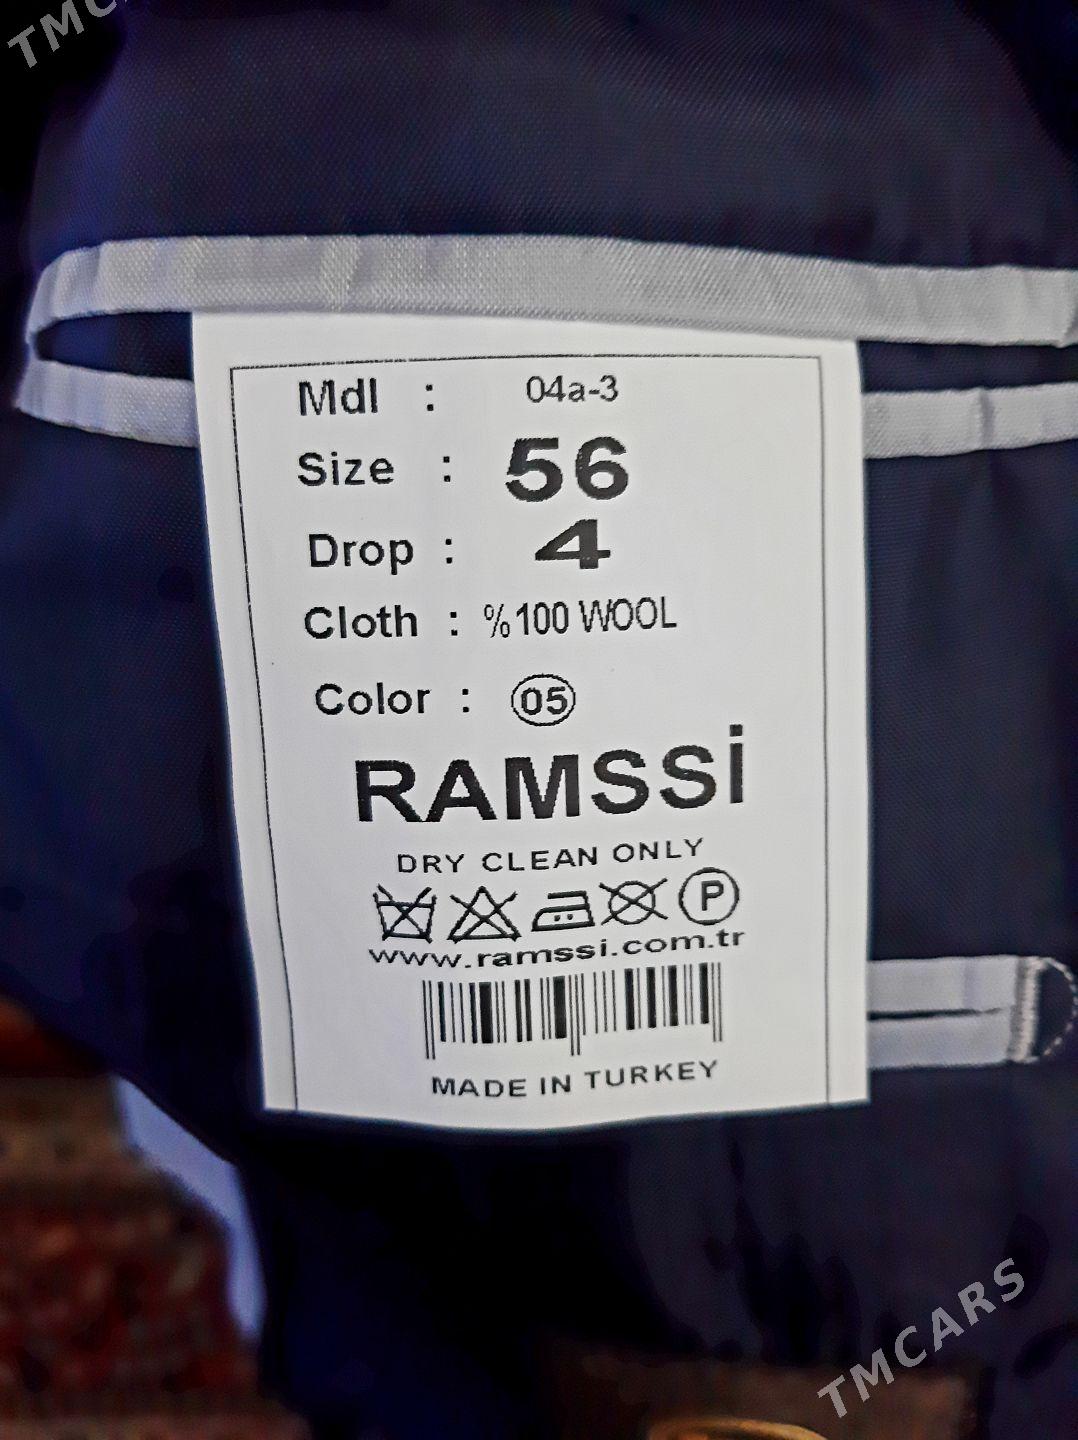 TMC
Mdl : 04a-3
Size : 56
Drop : 4
Cloth : %100 WOOL
Color : 05
RAMSSİ
DRY CLEAN ONLY
P
www.ramssi.com.tr
MADE IN TURKEY
TMCARS